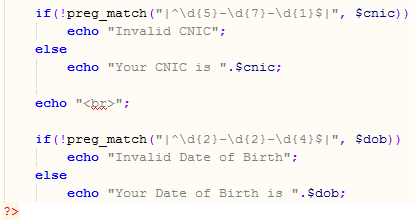 if(!preg_match("|^\d{5}-\d{7}-\d{1}$|", $cnic))
echo "Invalid CNIC";
else
echo "Your CNIC is ".$cnic;
echo "<br>";
if(!preg_match("|^\d{2}-\d{2}-\d{4}$|", $dob))
echo "Invalid Date of Birth";
else
echo "Your Date of Birth is ".$dob;
?>